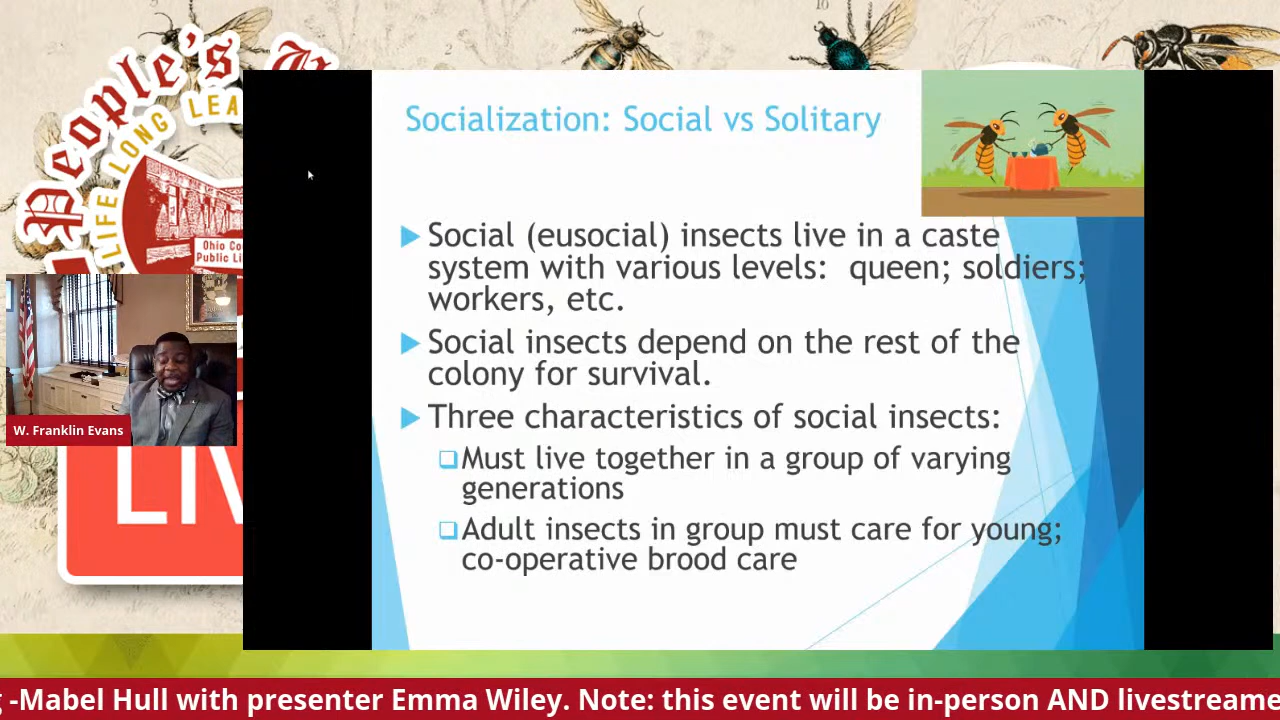 People's
LIFE LONG LEA
Ohio Co
Public Li
LIV
W. Franklin Evans
Socialization: Social vs Solitary
Social (eusocial) insects live in a caste
system with various levels:  queen; soldiers;
workers, etc.
Social insects depend on the rest of the
colony for survival.
Three characteristics of social insects:
Must live together in a group of varying
generations
Adult insects in group must care for young;
co-operative brood care
-Mabel Hull with presenter Emma Wiley. Note: this event will be in-person AND livestreame